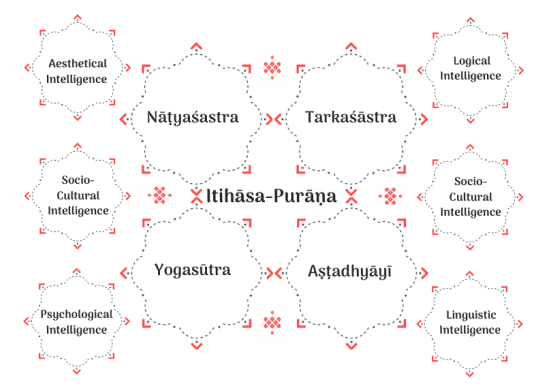 Aesthetical
Intelligence
Logical
Intelligence
Nāṭyaśastra
Tarkaśāstra
Socio-
Cultural
Intelligence
Itihāsa-Purāṇa
Socio-
Cultural
Intelligence
Yogasūtra
Aṣṭadhyāyī
Psychological
Intelligence
Linguistic
Intelligence